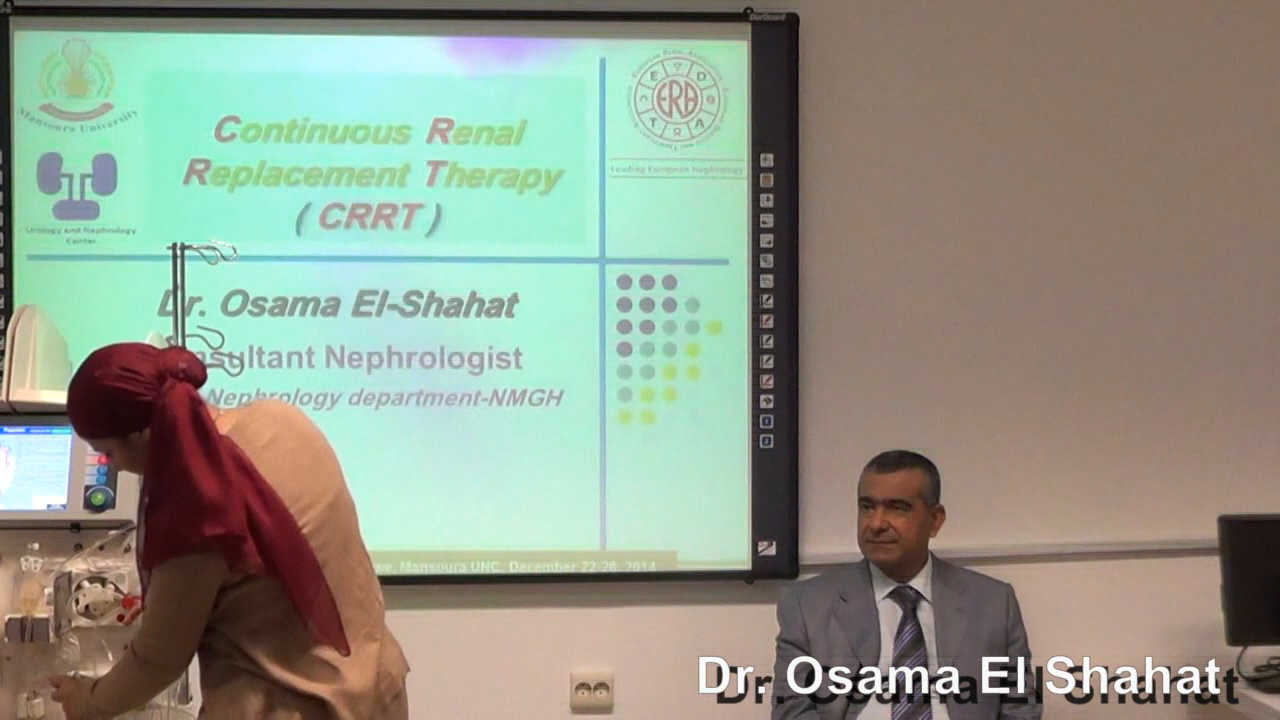 Mansoura University
Urology and Nephrology
Center
Continuous Renal
Replacement Therapy
( CRRT )
E D T A
ERA
Leading European Nephrology
Dr. Osama El-Shahat
Consultant Nephrologist
Nephrology department-NMGH
Mansoura UNC, December 22-26, 2014
Dr. Osama El Shahat